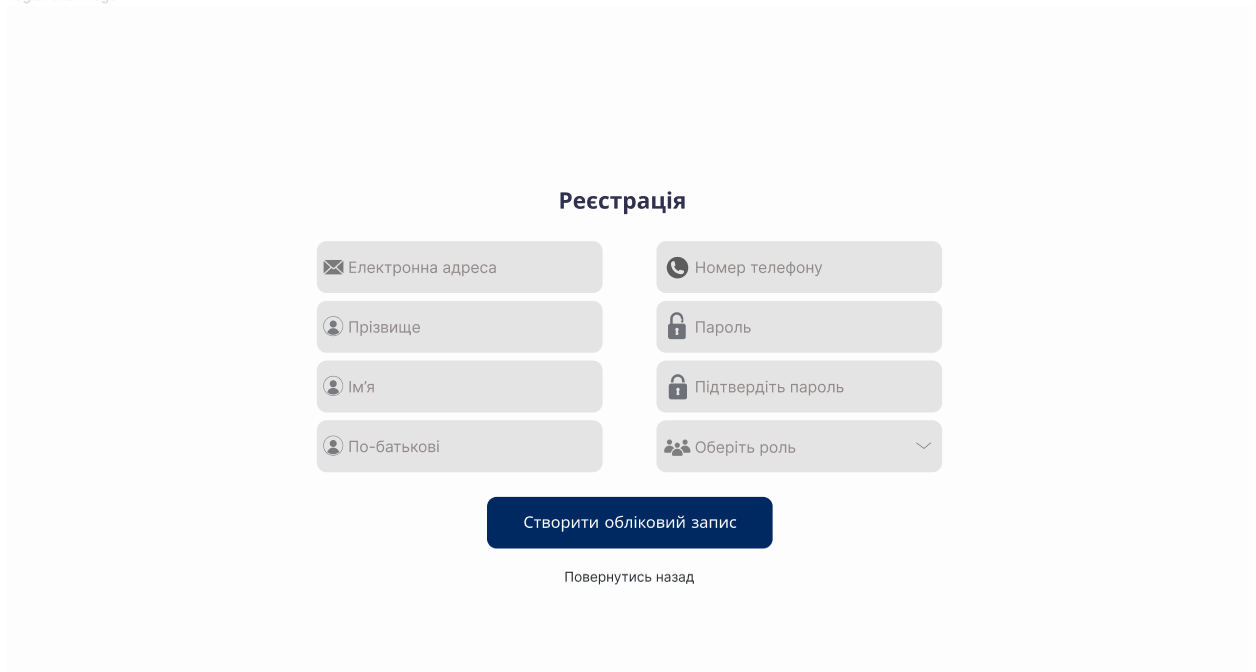 Реєстрація
Електронна адреса
Номер телефону
Прізвище
Пароль
Ім'я
Підтвердіть пароль
По-батькові
Оберіть роль
Створити обліковий запис
Повернутись назад